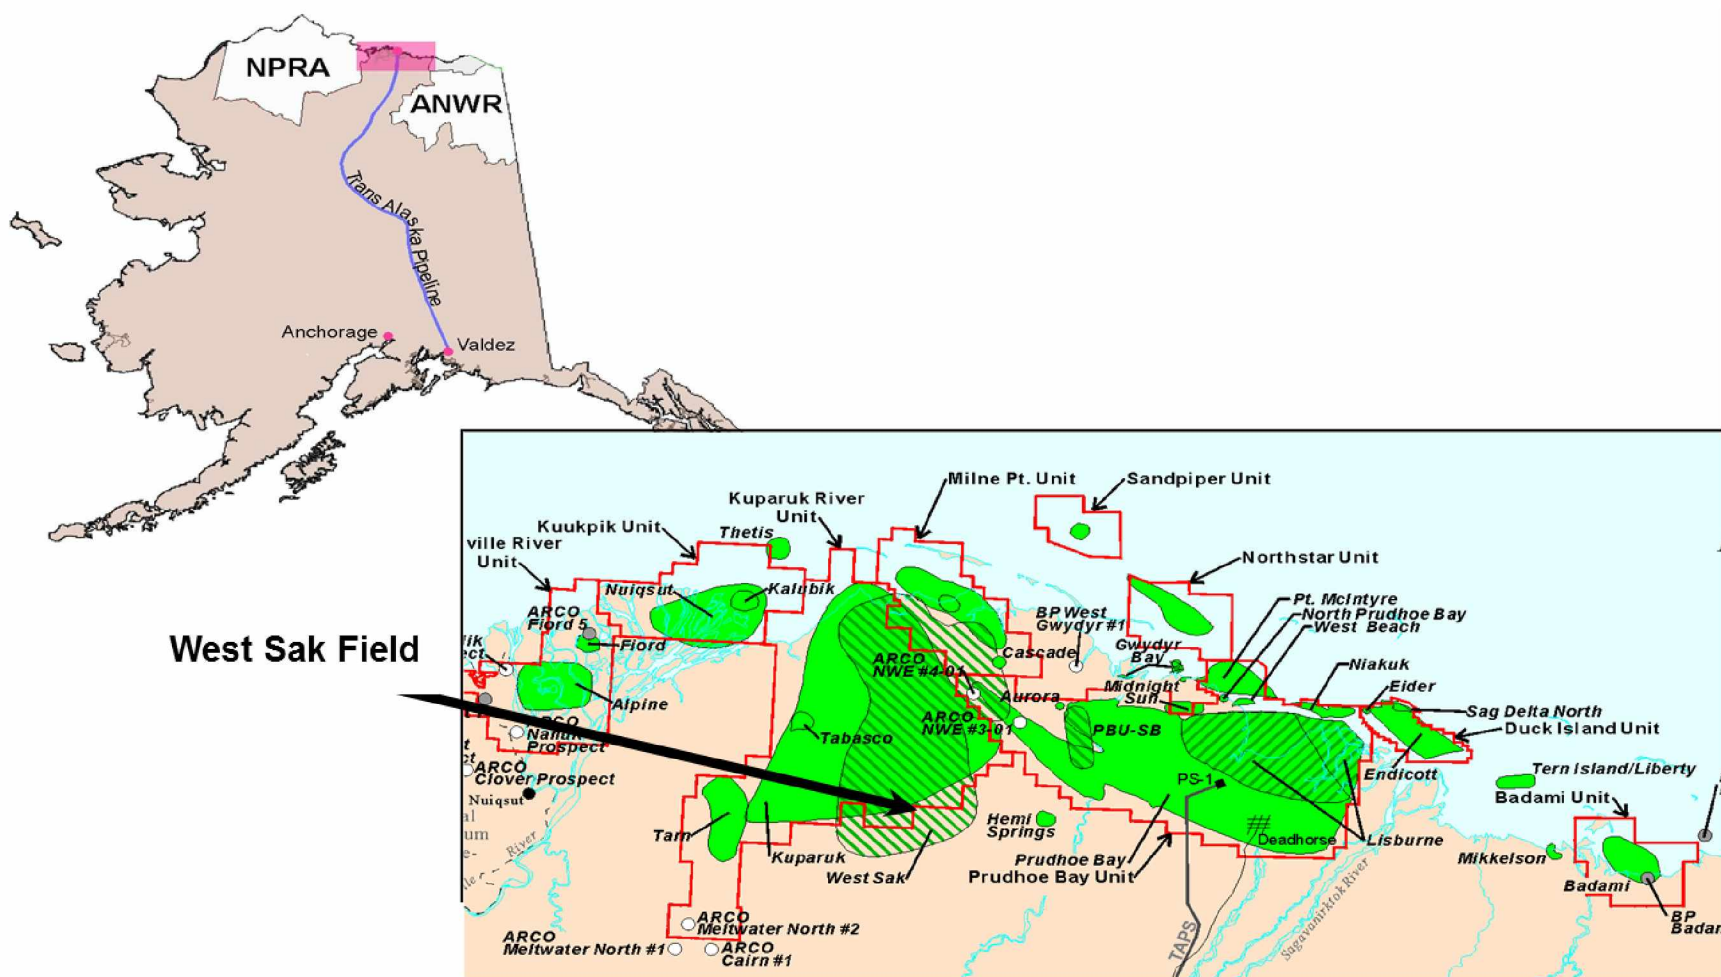 NPRA
ANWR
Trans Alaska Pipeline
Anchorage
Valdez
West Sak Field
Milne Pt. Unit
Sandpiper Unit
Kuparuk River
Unit
Kuukpik Unit
Thetis
ville River
Unit
Northstar Unit
Nuiqsut
Kalubik
Pt. McIntyre
North Prudhoe Bay
West Beach
ARCO
Fiord 5
BP West
Gwydyr #1
Fiord
Gwydyr
Bay
Cascade
Niakuk
ARCO
NWE #4-01
Midnight
Sun
Eider
Aurora
Alpine
Sag Delta North
ARCO
NWE #3-01
PBU-SB
Duck Island Unit
Tabasco
ARCO
Nanuk
Prospect
ARCO
Clover Prospect
Endicott
Tern Island/Liberty
PS-1
Badami Unit
Nuiqsut
Hemi
Springs
Tarn
Deadhorse
Lisburne
River
Kuparuk
Prudhoe Bay
Prudhoe Bay Unit
West Sak
Mikkelson
Badami
ARCO
Meltwater North #2
BP
Badam
ARCO
Meltwater North #1
ARCO
Cairn #1
TAPS
Sagavanirktok River